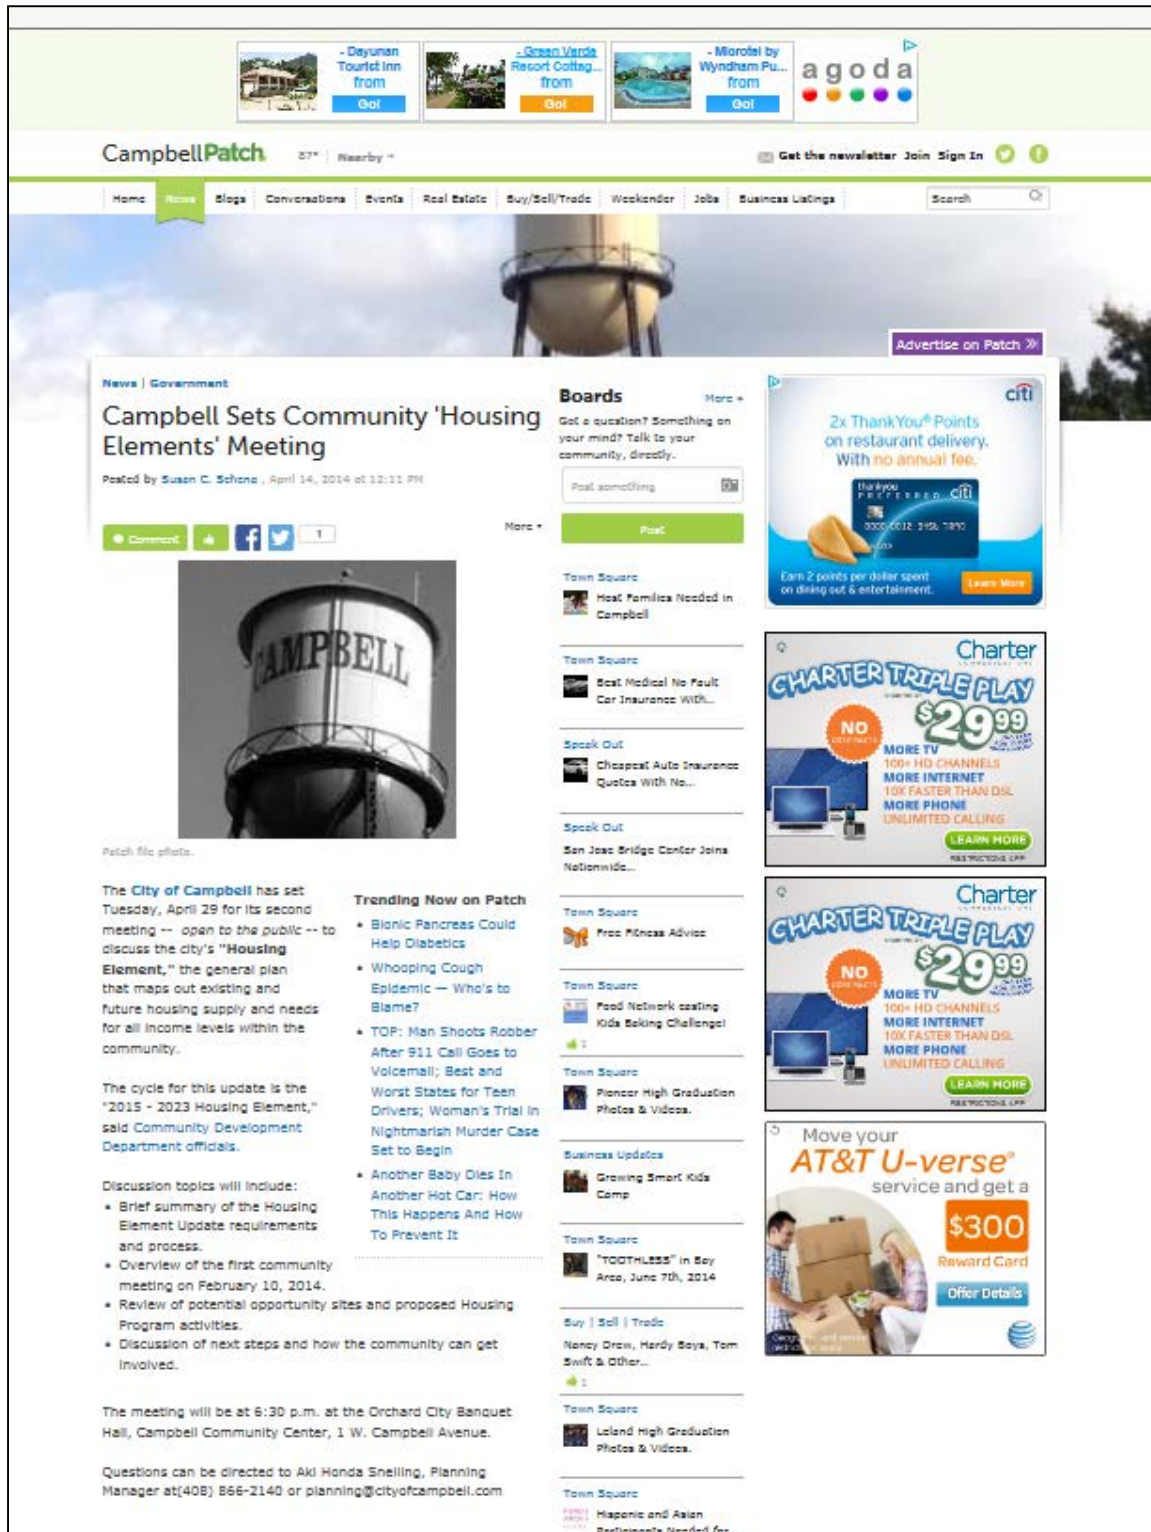 - Dayunan
Tourist Inn
from
Go!
- Green Verde
Resort Cottag...
from
Go!
- Microtel by
Wyndham Pu...
from
Go!
agoda
CampbellPatch
87°
Nearby
Get the newsletter Join Sign In
Home News Blogs Conversations Events Real Estate Buy/Sell/Trade Weekender Jobs Business Listings
Search
Advertise on Patch
News | Government
Campbell Sets Community 'Housing
Elements' Meeting
Posted by Susan C. Schena , April 14, 2014 at 12:11 PM
Comment
1
More
CAMPBELL
Patch file photo.
The City of Campbell has set
Tuesday, April 29 for its second
meeting -- open to the public -- to
discuss the city's "Housing
Element," the general plan
that maps out existing and
future housing supply and needs
for all income levels within the
community.
The cycle for this update is the
"2015 - 2023 Housing Element,"
said Community Development
Department officials.
Discussion topics will include:
• Brief summary of the Housing
Element Update requirements
and process.
• Overview of the first community
meeting on February 10, 2014.
• Review of potential opportunity sites and proposed Housing
Program activities.
• Discussion of next steps and how the community can get
involved.
The meeting will be at 6:30 p.m. at the Orchard City Banquet
Hall, Campbell Community Center, 1 W. Campbell Avenue.
Questions can be directed to Aki Honda Snelling, Planning
Manager at(408) 866-2140 or planning@cityofcampbell.com
Trending Now on Patch
• Bionic Pancreas Could
Help Diabetics
• Whooping Cough
Epidemic — Who's to
Blame?
• TOP: Man Shoots Robber
After 911 Call Goes to
Voicemail; Best and
Worst States for Teen
Drivers; Woman's Trial in
Nightmarish Murder Case
Set to Begin
• Another Baby Dies In
Another Hot Car: How
This Happens And How
To Prevent It
Boards
More
Got a question? Something on
your mind? Talk to your
community, directly.
Post something
Post
Town Square
Host Families Needed in
Campbell
Town Square
Best Medical No Fault
Car Insurance With...
Speak Out
Cheapest Auto Insurance
Quotes With No...
Speak Out
San Jose Bridge Center Joins
Nationwide...
Town Square
Free Fitness Advice
Town Square
Food Network casting
Kids Baking Challenge!
1
Town Square
Pioneer High Graduation
Photos & Videos.
Business Updates
Growing Smart Kids
Camp
Town Square
"TOOTHLESS" in Bay
Area, June 7th, 2014
Buy | Sell | Trade
Nancy Drew, Hardy Boys, Tom
Swift & Other...
1
Town Square
Leland High Graduation
Photos & Videos.
Town Square
Hispanic and Asian
Participants Needed for
citi
2x ThankYou® Points
on restaurant delivery.
With no annual fee.
thankyou
PREFERRED citi
Earn 2 points per dollar spent
on dining out & entertainment.
Learn More
Charter
CHARTER TRIPLE PLAY
$29.99
NO
CONTRACTS
MORE TV
100+ HD CHANNELS
MORE INTERNET
10X FASTER THAN DSL
MORE PHONE
UNLIMITED CALLING
LEARN MORE
Charter
CHARTER TRIPLE PLAY
$29.99
NO
CONTRACTS
MORE TV
100+ HD CHANNELS
MORE INTERNET
10X FASTER THAN DSL
MORE PHONE
UNLIMITED CALLING
LEARN MORE
Move your
AT&T U-verse®
service and get a
$300
Reward Card
Offer Details